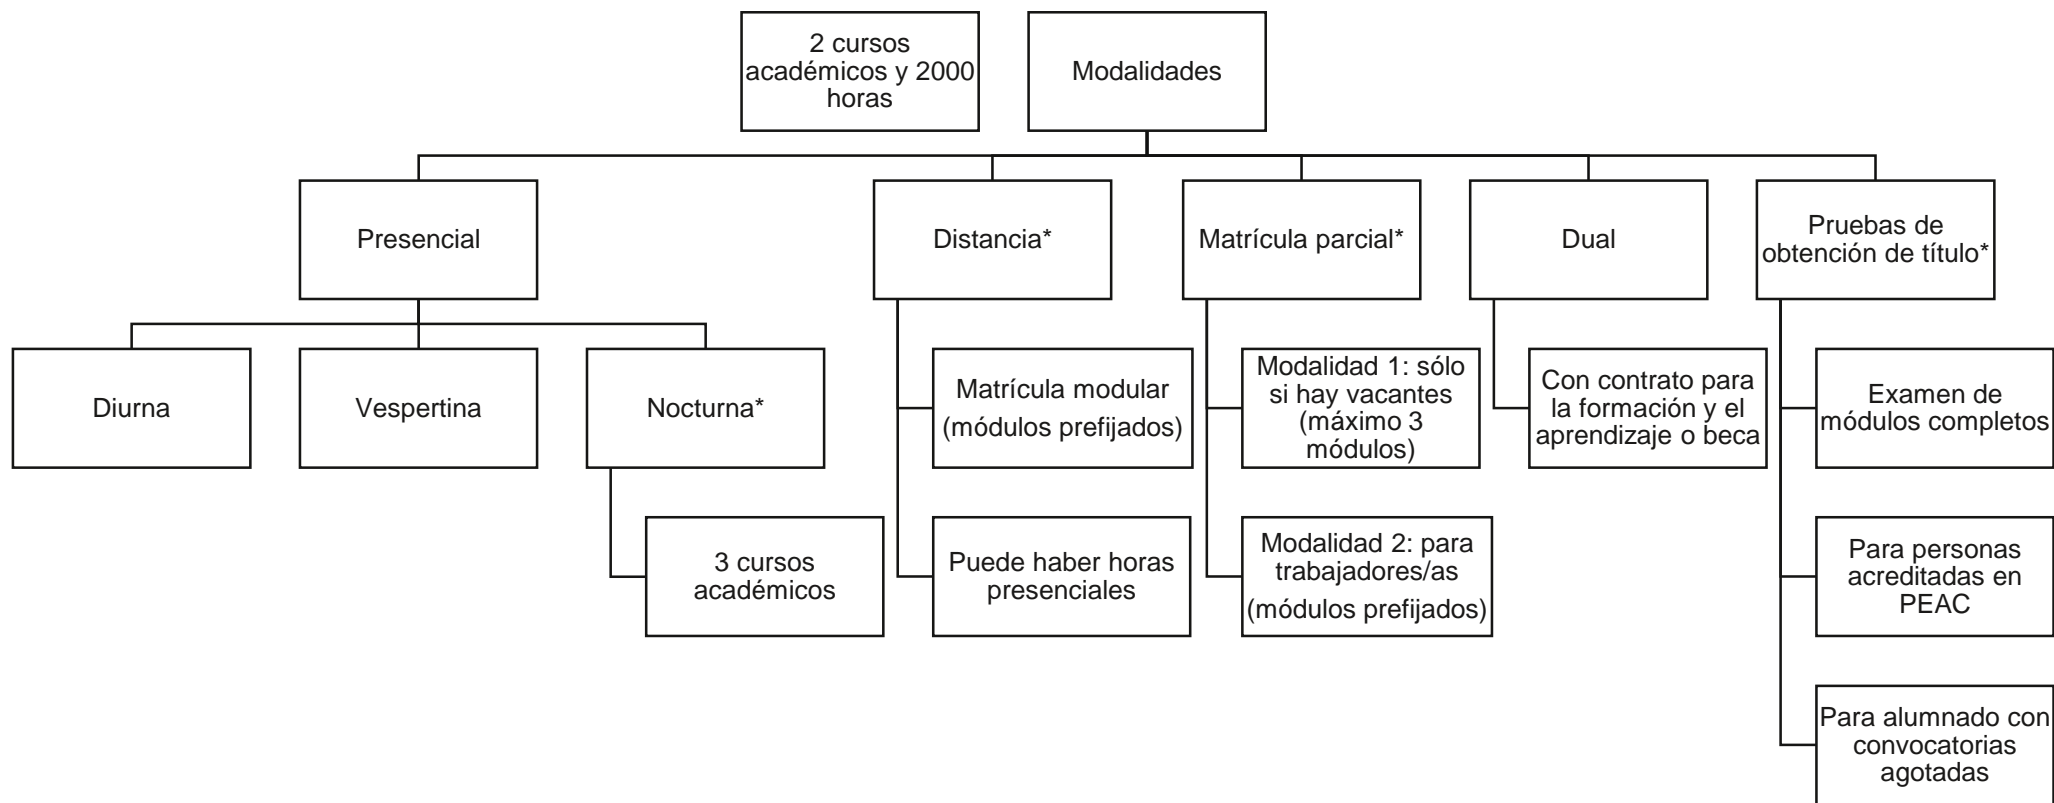 2 cursos
académicos y 2000
horas
Modalidades
Presencial
Distancia*
Matrícula parcial*
Dual
Pruebas de
obtención de título*
Diurna
Vespertina
Nocturna*
Matrícula modular
(módulos prefijados)
Modalidad 1: sólo
si hay vacantes
(máximo 3
módulos)
Con contrato para
la formación y el
aprendizaje o beca
Examen de
módulos completos
3 cursos
académicos
Puede haber horas
presenciales
Modalidad 2: para
trabajadores/as
(módulos prefijados)
Para personas
acreditadas en
PEAC
Para alumnado con
convocatorias
agotadas